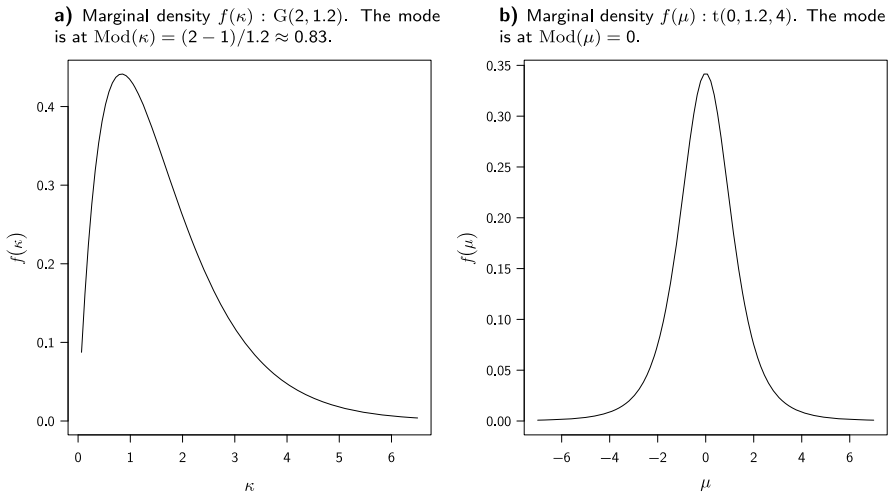 a) Marginal density f(κ) : G(2, 1.2). The mode
is at Mod(κ) = (2 − 1)/1.2 ≈ 0.83.
0.4
0.3
0.2
0.1
0.0
f(κ)
0 1 2 3 4 5 6
κ
b) Marginal density f(μ) : t(0, 1.2, 4). The mode
is at Mod(μ) = 0.
0.35
0.30
0.25
0.20
0.15
0.10
0.05
0.00
f(μ)
−6 −4 −2 0 2 4 6
μ